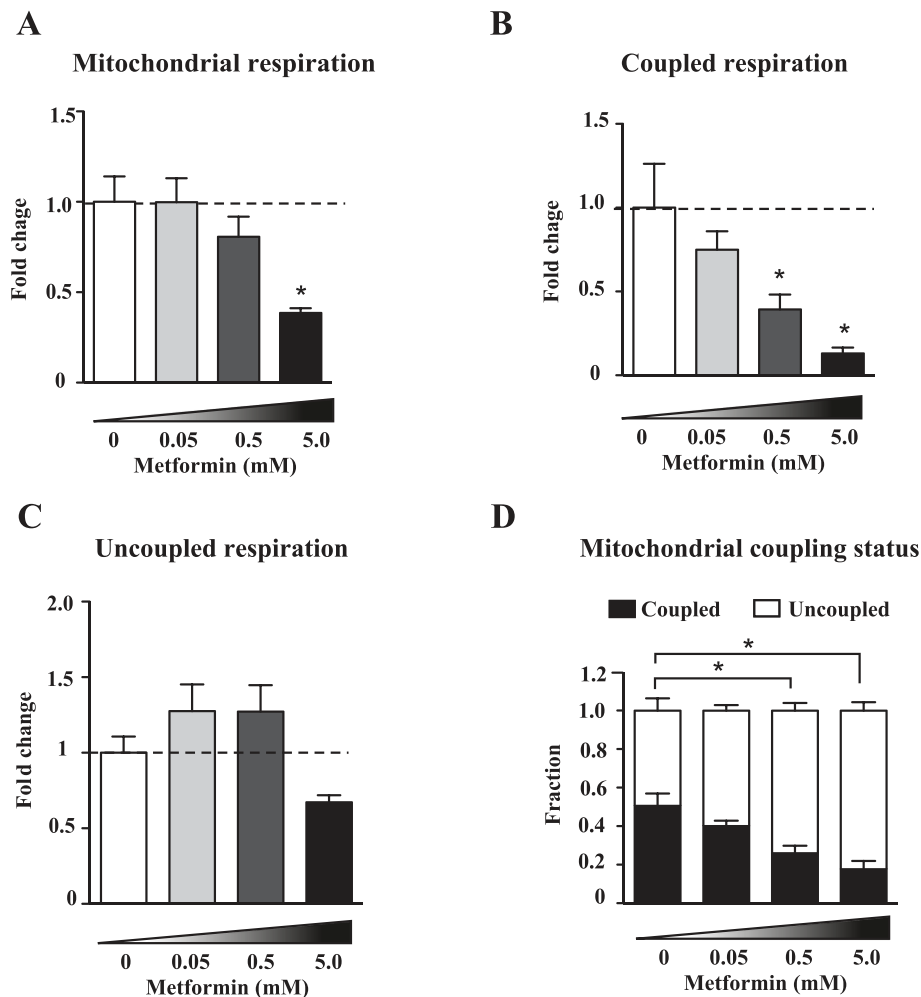 A
Mitochondrial respiration
1.5
1.0
0.5
0
Fold chage
*
0 0.05 0.5 5.0
Metformin (mM)
B
Coupled respiration
1.5
1.0
0.5
0
Fold chage
*
*
0 0.05 0.5 5.0
Metformin (mM)
C
Uncoupled respiration
2.0
1.5
1
0.5
0
Fold change
0 0.05 0.5 5.0
Metformin (mM)
D
Mitochondrial coupling status
Coupled Uncoupled
*
*
1.2
1.0
0.8
0.6
0.4
0.2
0
Fraction
0 0.05 0.5 5.0
Metformin (mM)